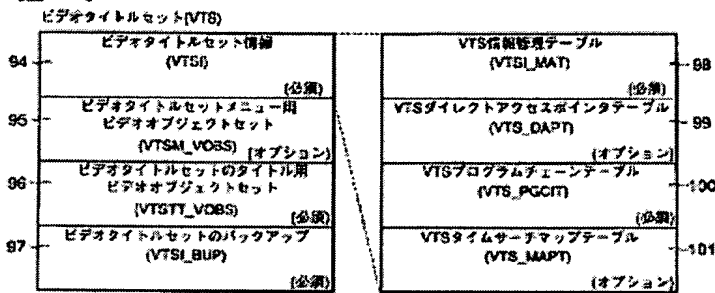 ビデオタイトルセット(VTS)
94
ビデオタイトルセット情報
(VTSI)
(必須)
95
ビデオタイトルセットメニュー用
ビデオオブジェクトセット
(VTSM_VOBS)
(オプション)
96
ビデオタイトルセットのタイトル用
ビデオオブジェクトセット
(VTSTT_VOBS)
(必須)
97
ビデオタイトルセットのバックアップ
(VTSI_BUP)
(必須)
VTS情報管理テーブル
(VTSI_MAT)
(必須)
98
VTSダイレクトアクセスポインタテーブル
(VTS_DAPT)
(オプション)
99
VTSプログラムチェーンテーブル
(VTS_PGCIT)
(必須)
100
VTSタイムサーチマップテーブル
(VTS_MAPT)
(オプション)
101